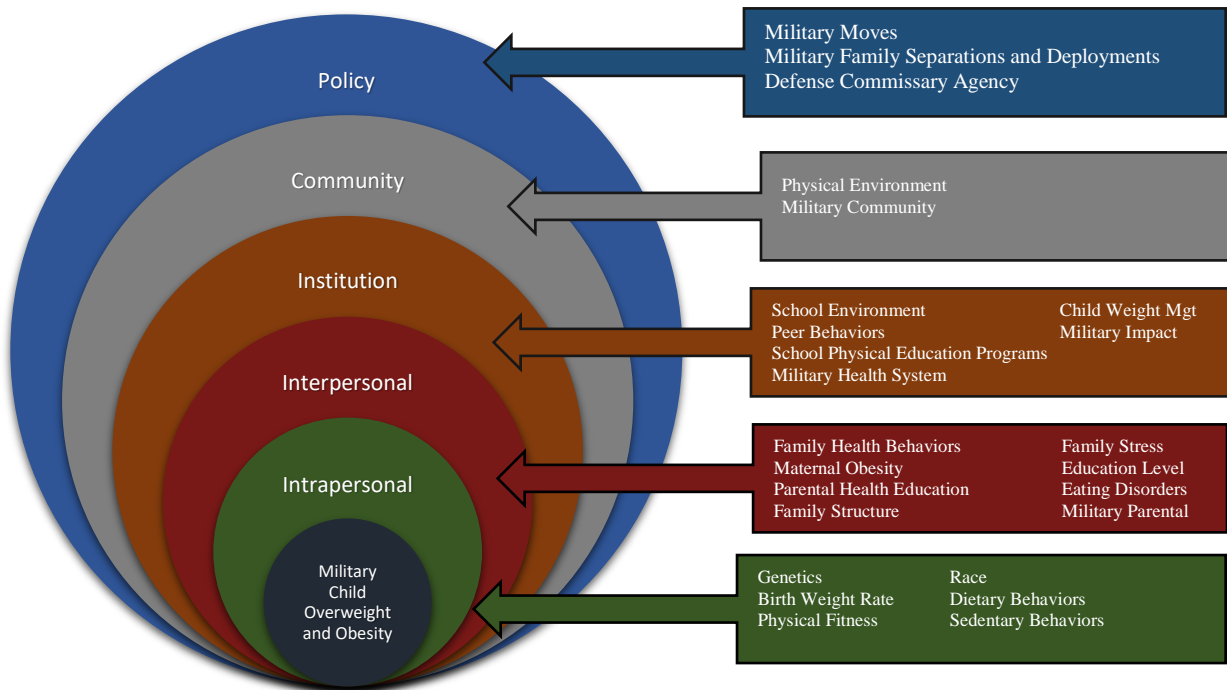 Policy
Military Moves
Military Family Separations and Deployments
Defense Commissary Agency
Community
Physical Environment
Military Community
Institution
School Environment
Peer Behaviors
School Physical Education Programs
Military Health System
Child Weight Mgt
Military Impact
Interpersonal
Family Health Behaviors
Maternal Obesity
Parental Health Education
Family Structure
Family Stress
Education Level
Eating Disorders
Military Parental
Intrapersonal
Genetics
Birth Weight Rate
Physical Fitness
Race
Dietary Behaviors
Sedentary Behaviors
Military
Child
Overweight
and Obesity